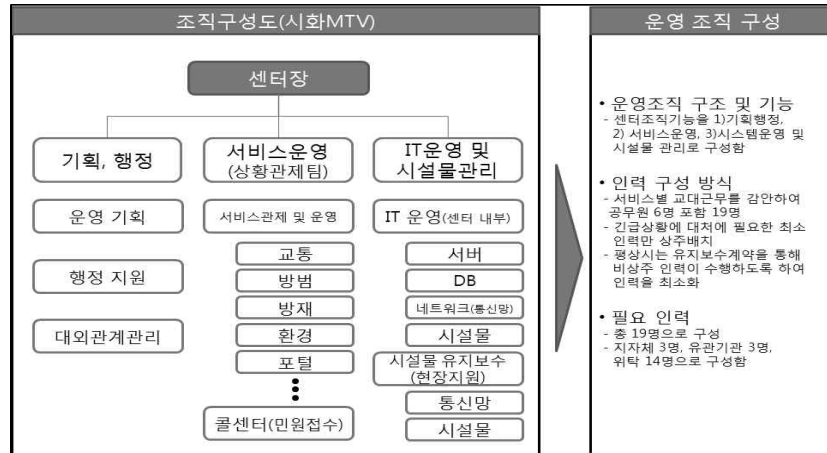 조직구성도(시화MTV)
센터장
기획, 행정
운영 기획
행정 지원
대외관계관리
서비스운영
(상황관제팀)
서비스관제 및 운영
교통
방범
방재
환경
포털
콜센터(민원접수)
IT운영 및
시설물관리
IT 운영(센터 내부)
서버
DB
네트워크(통신망)
시설물
시설물 유지보수
(현장지원)
통신망
시설물
운영 조직 구성
• 운영조직 구조 및 기능
- 센터조직기능을 1)기획행정,
2) 서비스운영, 3)시스템운영 및
시설물 관리로 구성함
• 인력 구성 방식
- 서비스별 교대근무를 감안하여
공무원 6명 포함 19명
- 긴급상황에 대처에 필요한 최소
인력만 상주배치
- 평상시는 유지보수계약을 통해
비상주 인력이 수행하도록 하여
인력을 최소화
• 필요 인력
- 총 19명으로 구성
- 지자체 3명, 유관기관 3명,
위탁 14명으로 구성함